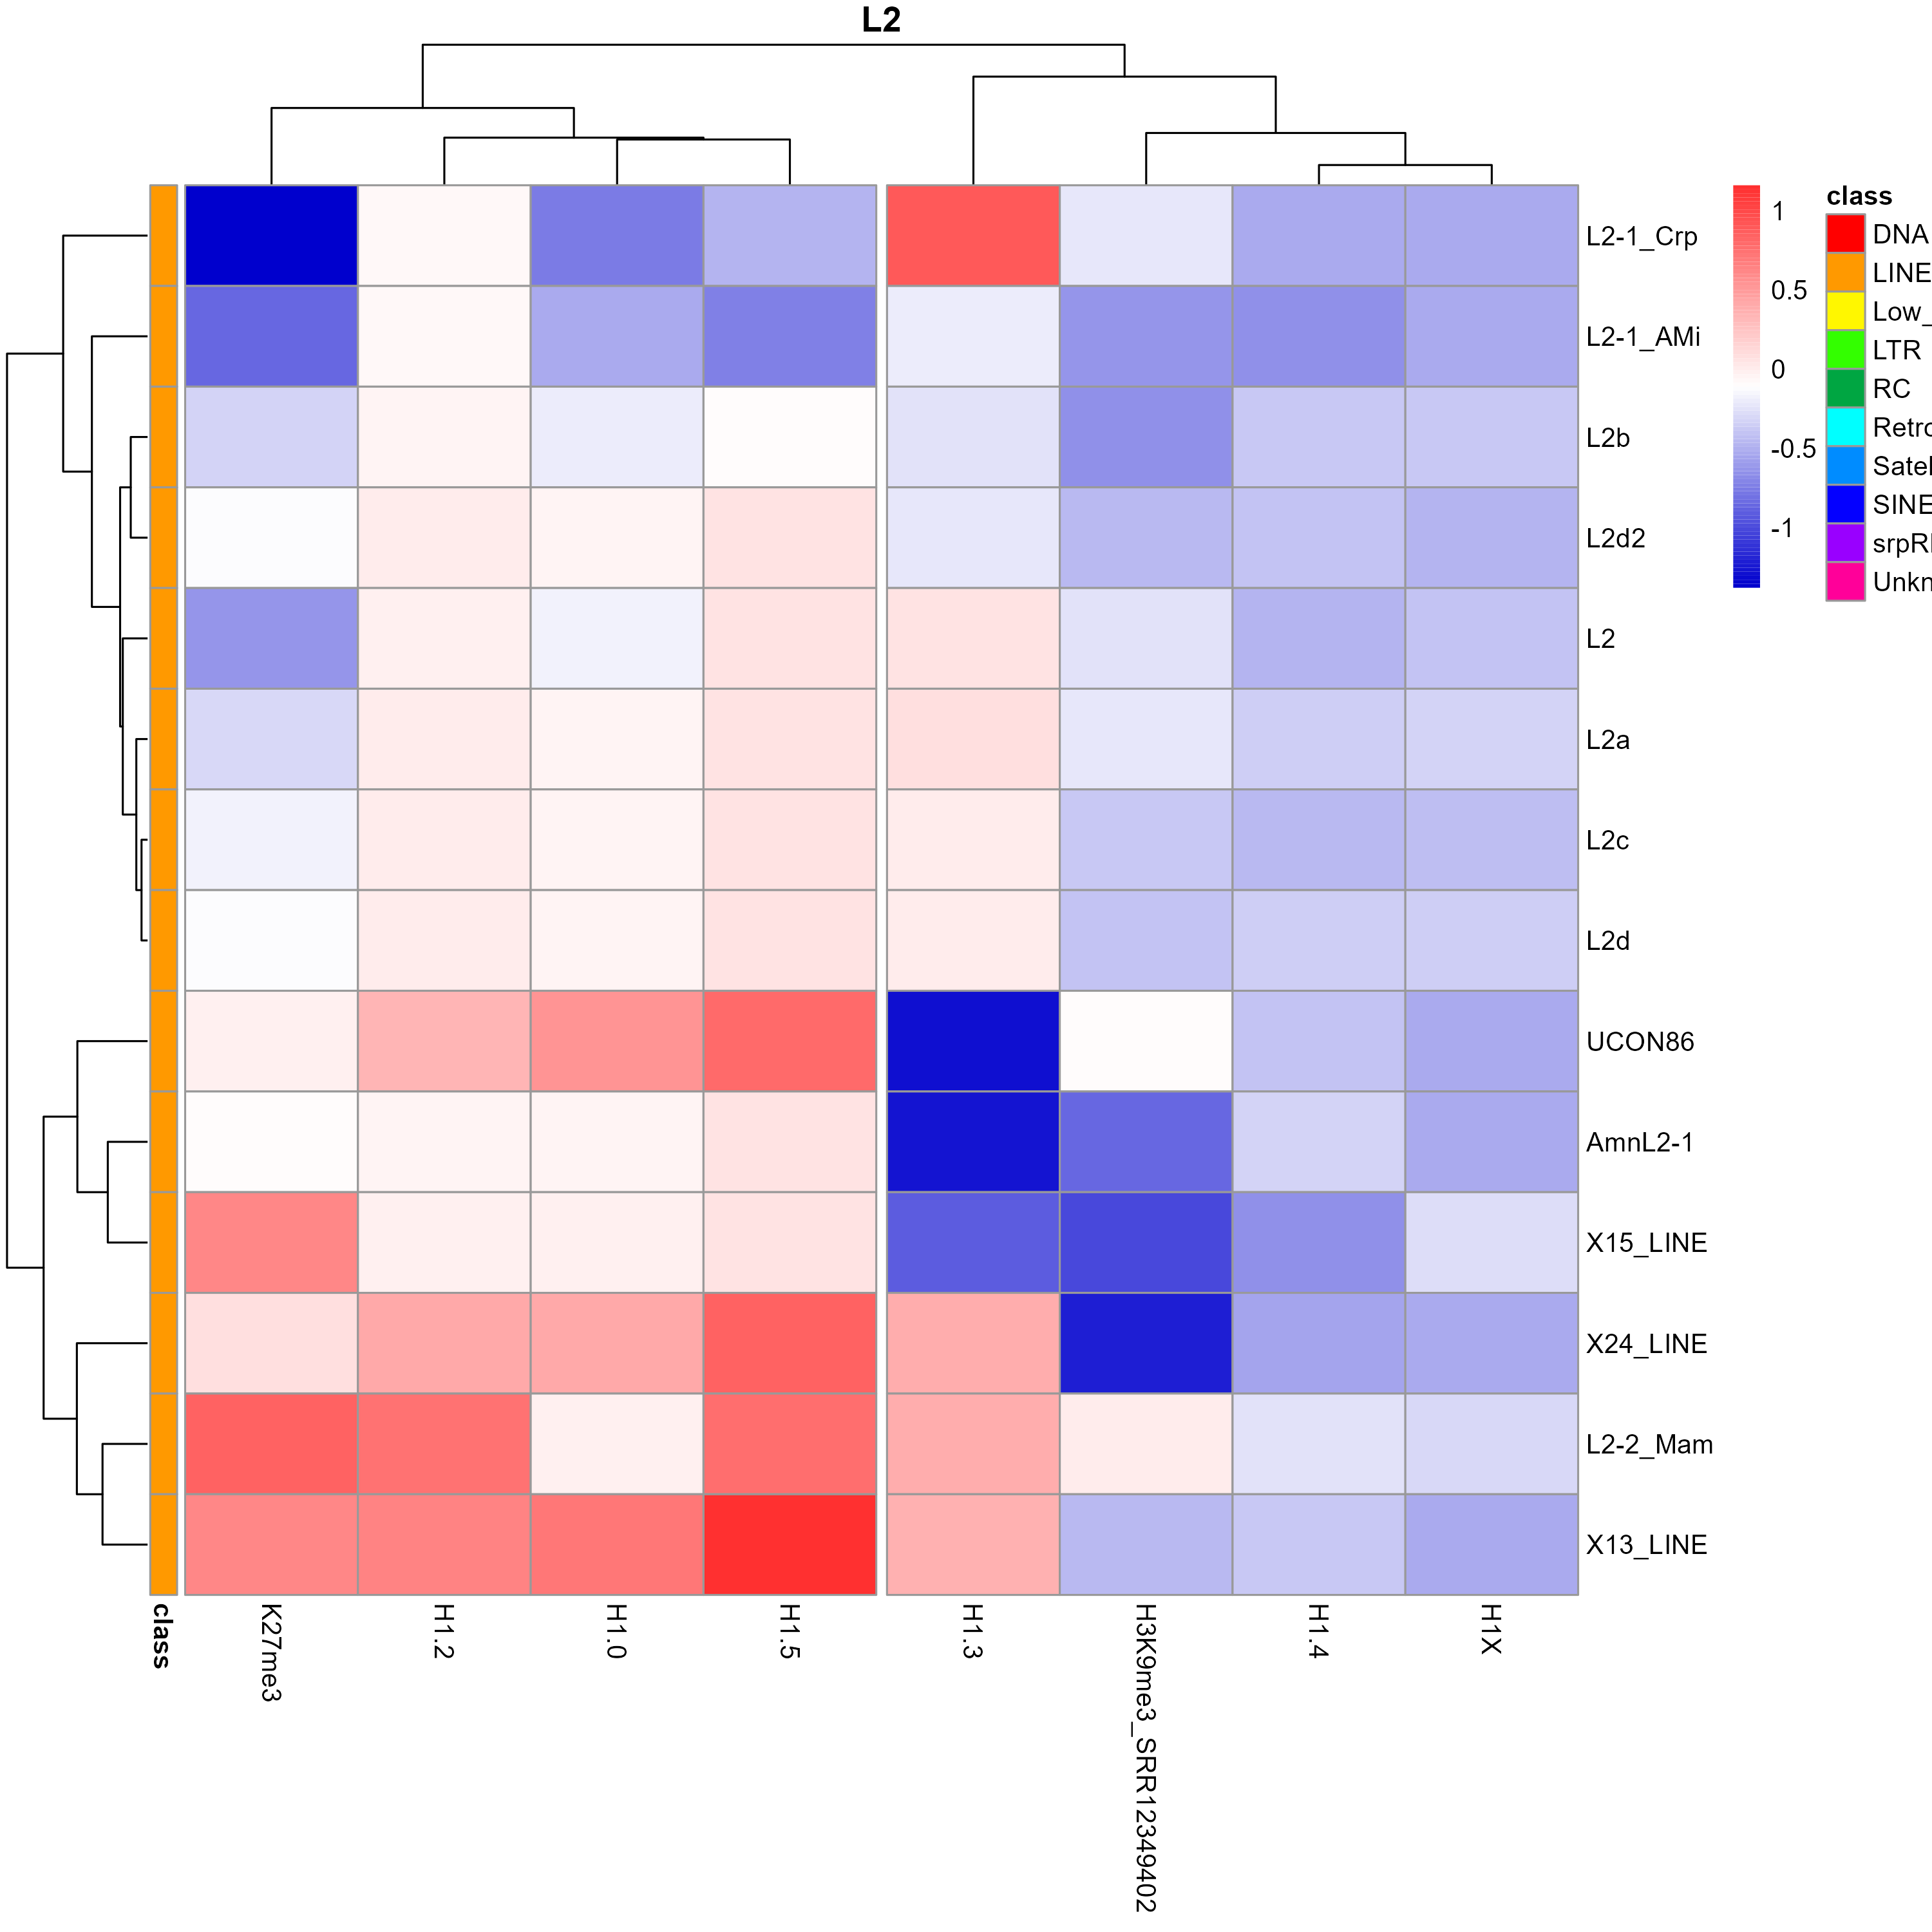 L2
L2-1_Crp
L2-1_AMi
L2b
L2d2
L2
L2a
L2c
L2d
UCON86
AmnL2-1
X15_LINE
X24_LINE
L2-2_Mam
X13_LINE
1
0.5
0
-0.5
-1
class
DNA
LINE
Low_
LTR
RC
Retro
Satel
SINE
srpR
Unkn
class
K27me3
H1.2
H1.0
H1.5
H1.3
H3K9me3_SRR12349402
H1.4
H1X